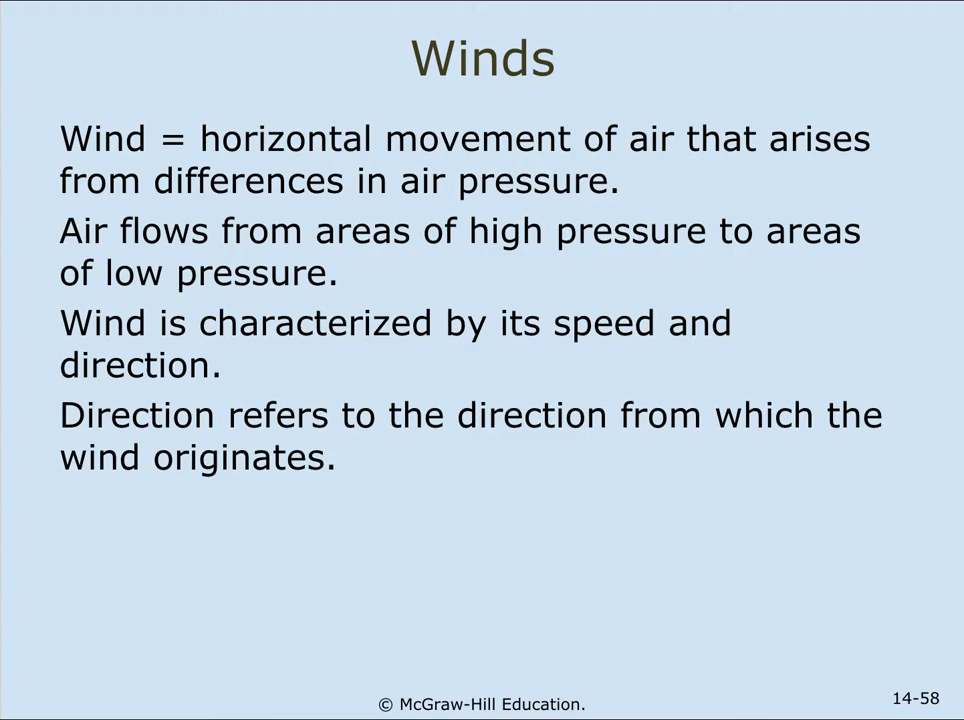 Winds
Wind = horizontal movement of air that arises
from differences in air pressure.
Air flows from areas of high pressure to areas
of low pressure.
Wind is characterized by its speed and
direction.
Direction refers to the direction from which the
wind originates.
© McGraw-Hill Education.
14-58